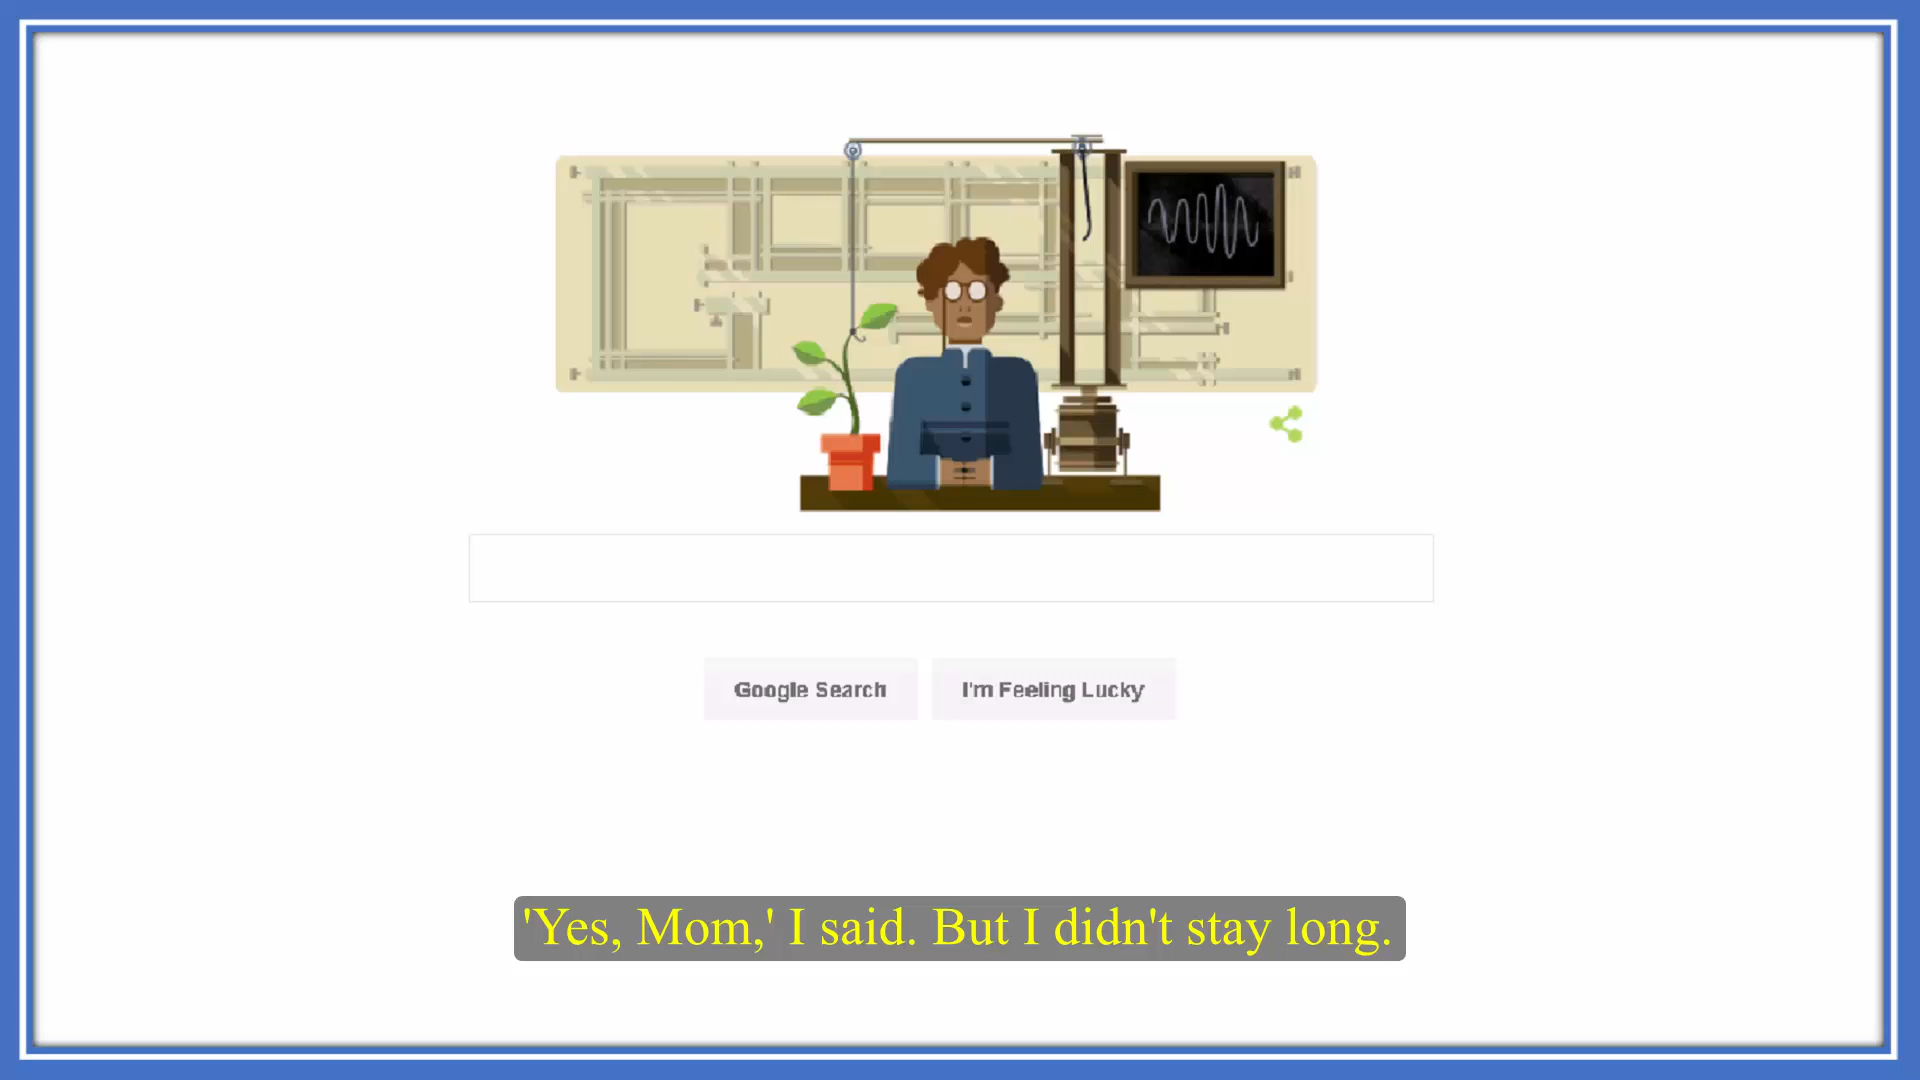 Google Search
I'm Feeling Lucky
'Yes, Mom,' I said. But I didn't stay long.